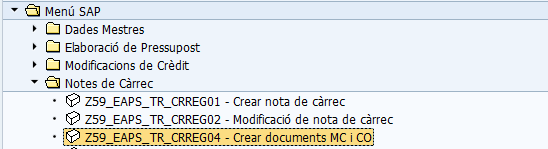 Menú SAP
Dades Mestres
Elaboració de Pressupost
Modificacions de Crèdit
Notes de Càrrec
Z59_EAPS_TR_CRREG01 - Crear nota de càrrec
Z59_EAPS_TR_CRREG02 - Modificació de nota de càrrec
Z59_EAPS_TR_CRREG04 - Crear documents MC i CO